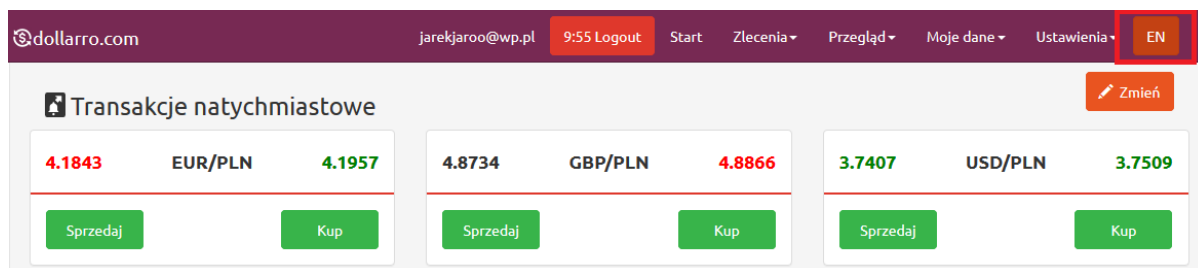 dollarro.com jarekjaroo@wp.pl 9:55 Logout Start Zlecenia Przegląd Moje dane Ustawienia EN
Transakcje natychmiastowe Zmień
4.1843 EUR/PLN 4.1957 4.8734 GBP/PLN 4.8866 3.7407 USD/PLN 3.7509
Sprzedaj Kup Sprzedaj Kup Sprzedaj Kup